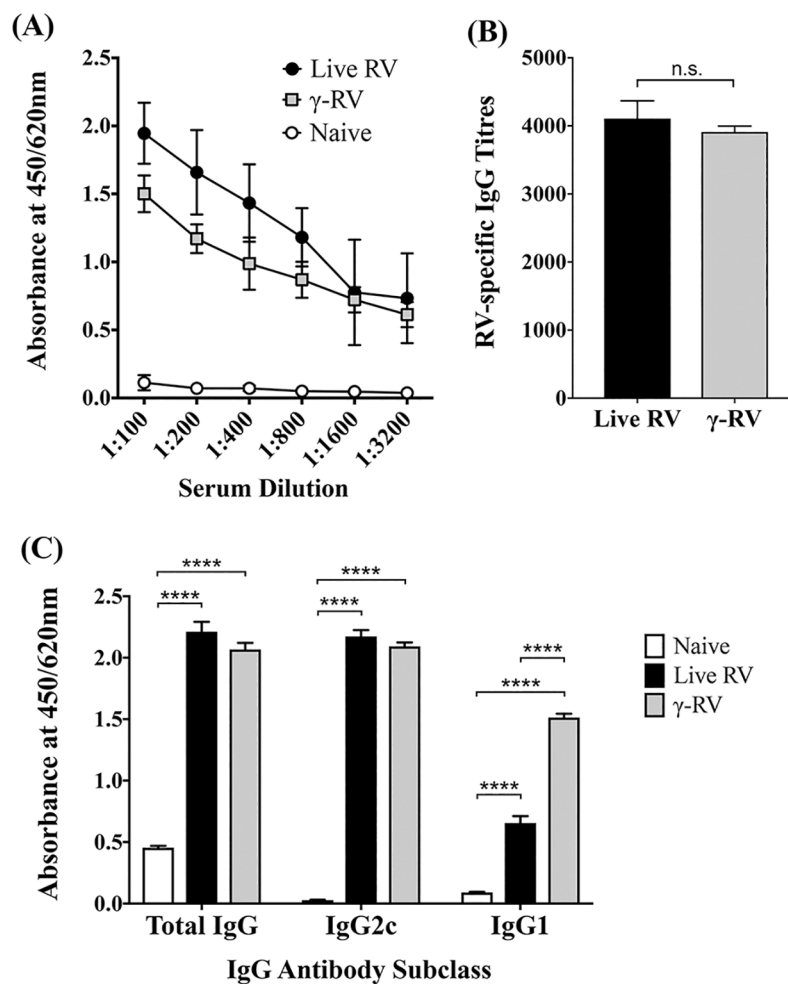 (A)
Absorbance at 450/620nm
2.5
2.0
1.5
1.0
0.5
0.0
Live RV
γ-RV
Naive
1:100
1:200
1:400
1:800
1:1600
1:3200
Serum Dilution
(B)
RV-specific IgG Titres
5000
4000
3000
2000
1000
0
n.s.
Live RV
γ-RV
(C)
Absorbance at 450/620nm
2.5
2.0
1.5
1.0
0.5
0.0
****
****
****
****
****
****
****
Total IgG
IgG2c
IgG1
IgG Antibody Subclass
Naive
Live RV
γ-RV